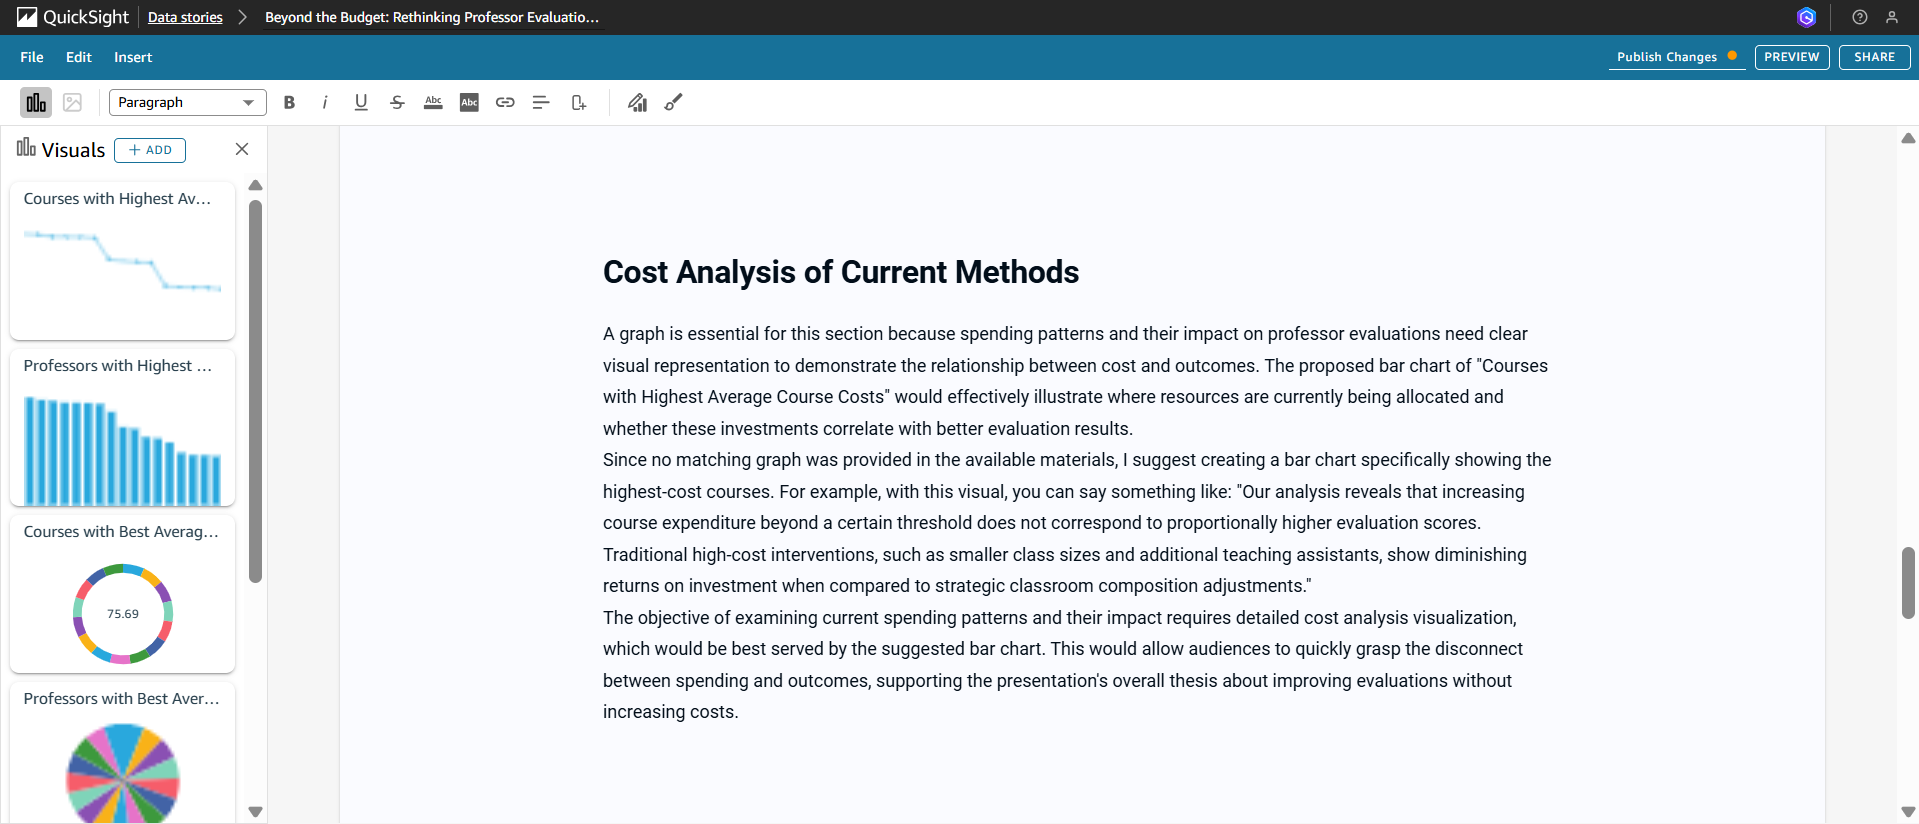 QuickSight
Data stories
Beyond the Budget: Rethinking Professor Evaluatio...
File
Edit
Insert
Publish Changes
PREVIEW
SHARE
Paragraph
B
i
U
S
Abc
Abc
Visuals
+ ADD
Courses with Highest Av...
Professors with Highest ...
Courses with Best Averag...
75.69
Professors with Best Aver...
Cost Analysis of Current Methods
A graph is essential for this section because spending patterns and their impact on professor evaluations need clear
visual representation to demonstrate the relationship between cost and outcomes. The proposed bar chart of "Courses
with Highest Average Course Costs" would effectively illustrate where resources are currently being allocated and
whether these investments correlate with better evaluation results.
Since no matching graph was provided in the available materials, I suggest creating a bar chart specifically showing the
highest-cost courses. For example, with this visual, you can say something like: "Our analysis reveals that increasing
course expenditure beyond a certain threshold does not correspond to proportionally higher evaluation scores.
Traditional high-cost interventions, such as smaller class sizes and additional teaching assistants, show diminishing
returns on investment when compared to strategic classroom composition adjustments."
The objective of examining current spending patterns and their impact requires detailed cost analysis visualization,
which would be best served by the suggested bar chart. This would allow audiences to quickly grasp the disconnect
between spending and outcomes, supporting the presentation's overall thesis about improving evaluations without
increasing costs.